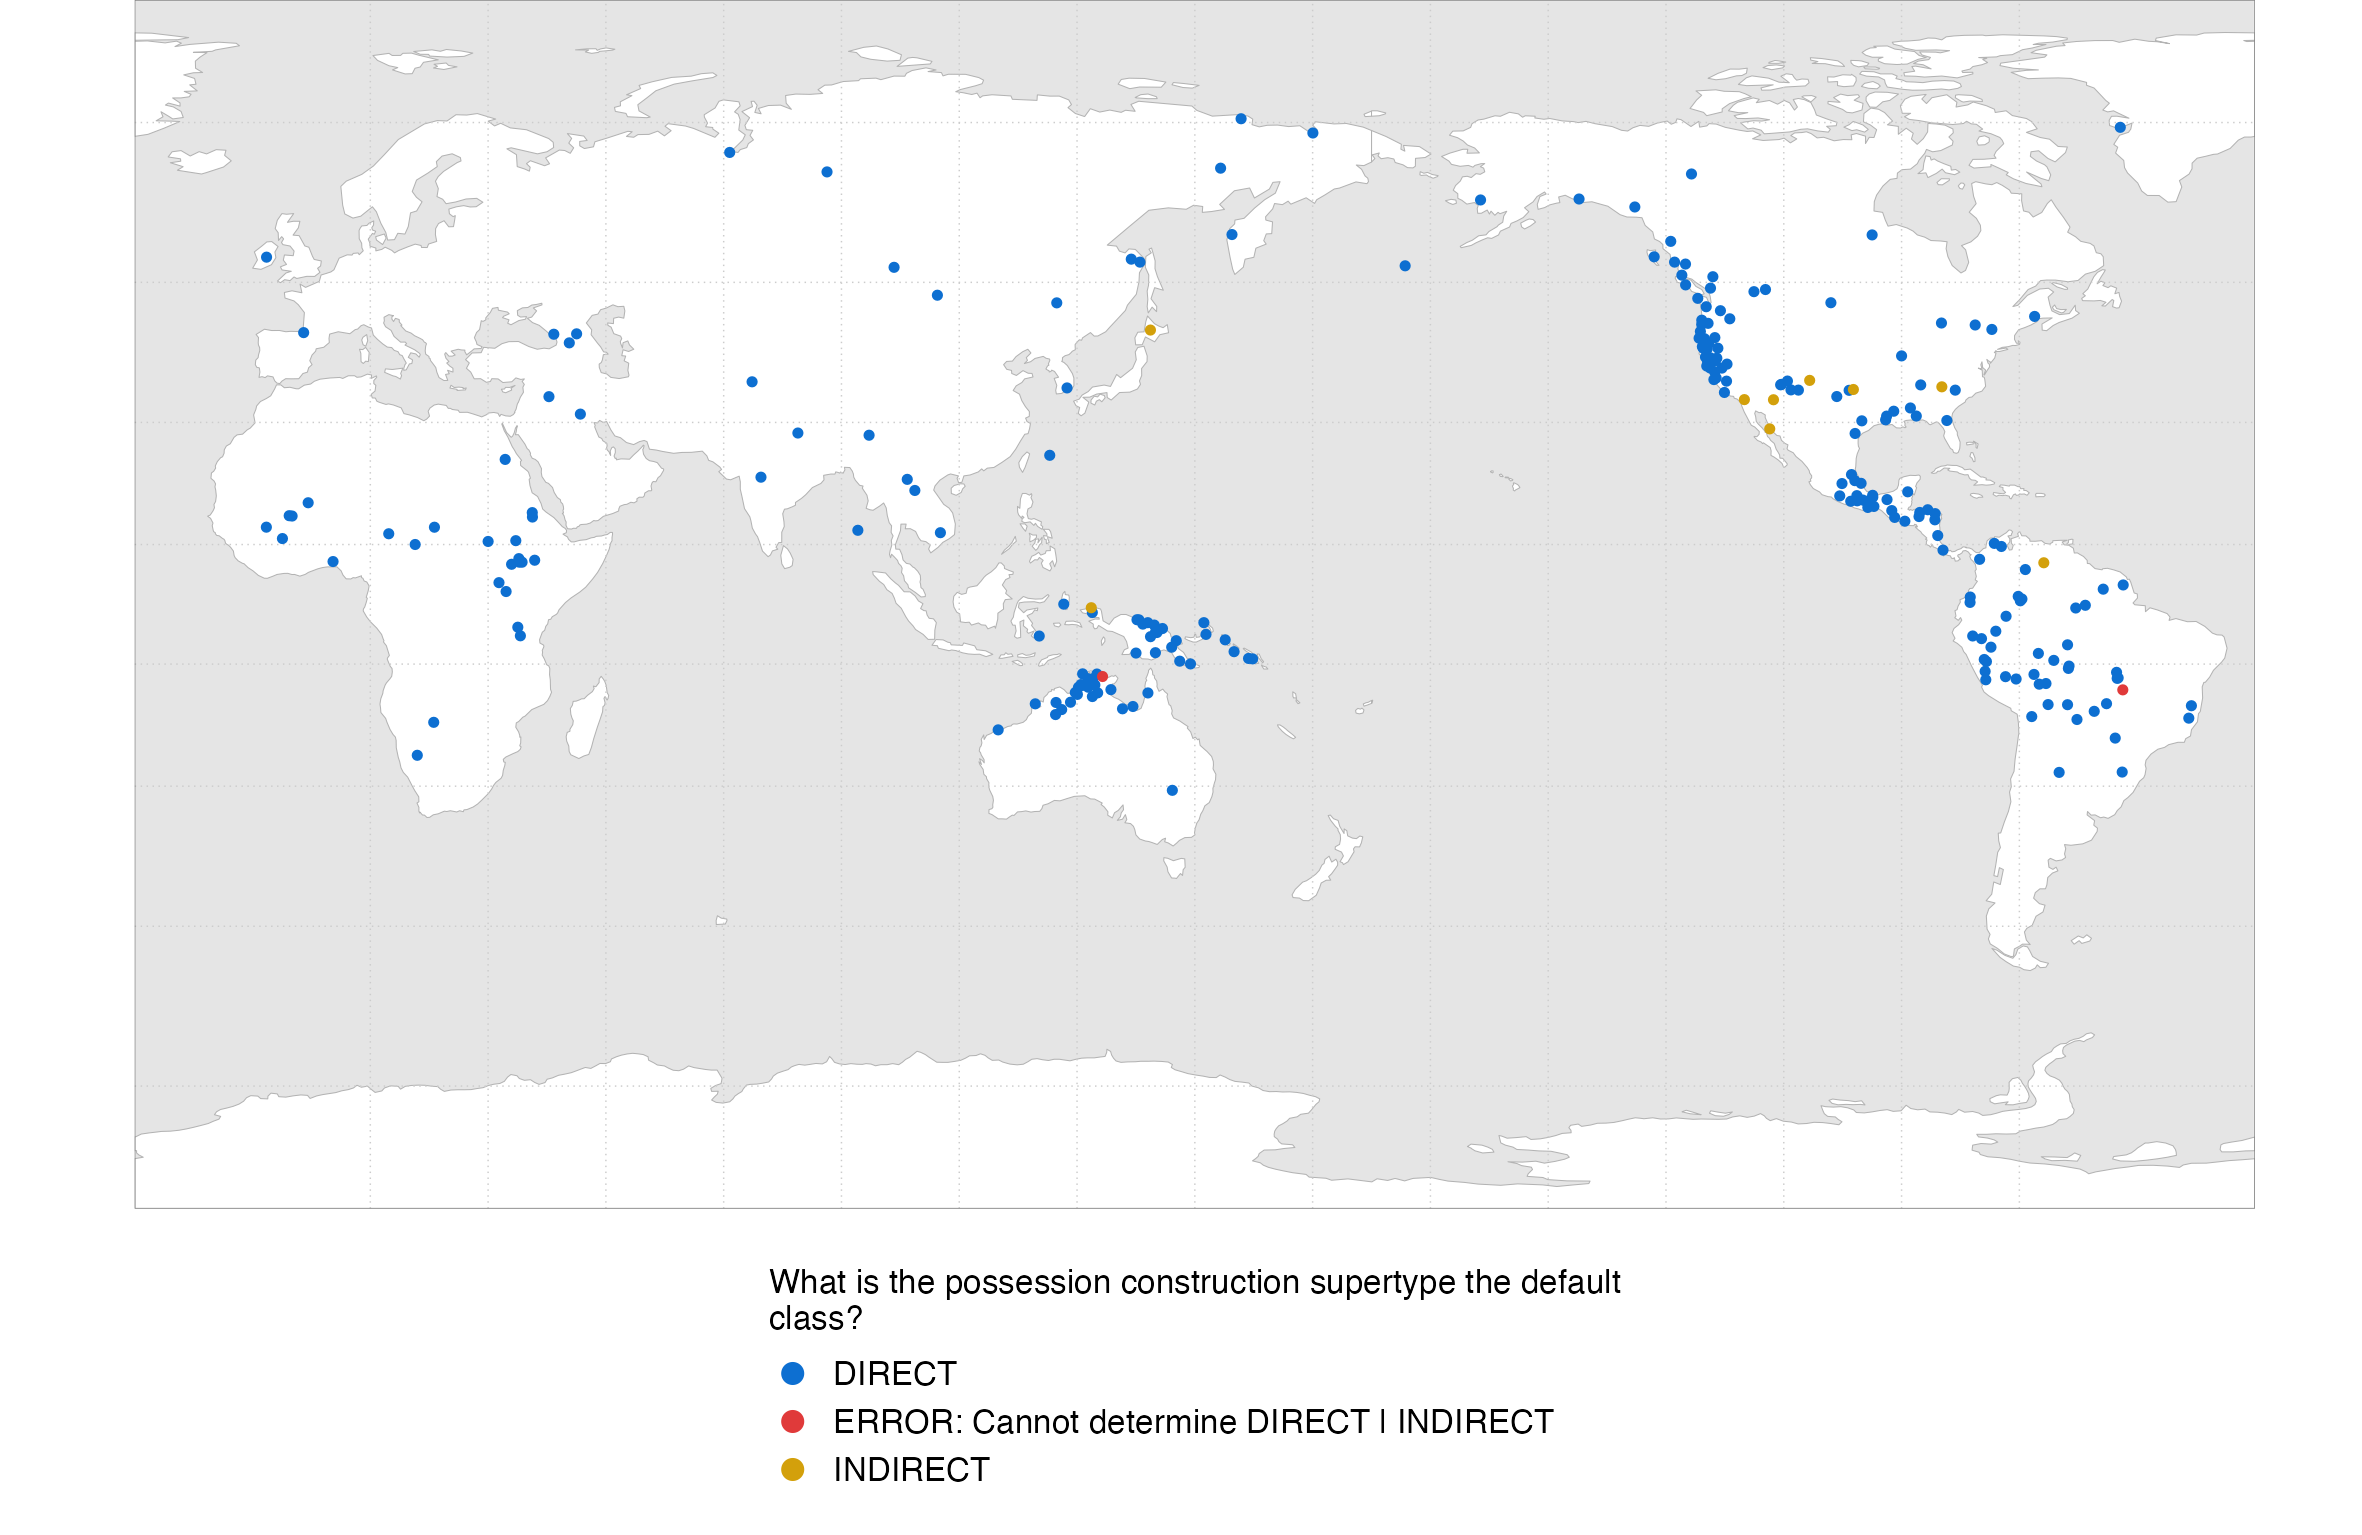 What is the possession construction supertype the default
class?
DIRECT
ERROR: Cannot determine DIRECT | INDIRECT
INDIRECT